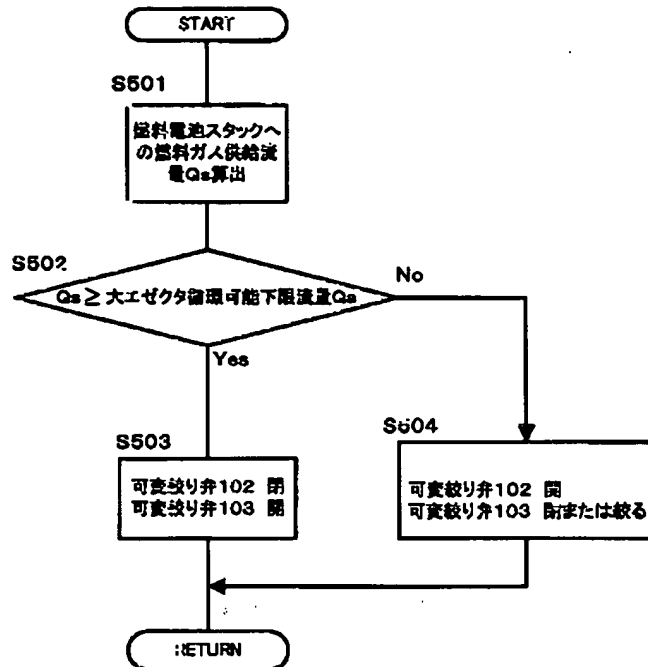 START
S501
燃料電池スタックへ
の燃料ガス供給流
量Qs算出
S502
Qs≧大エゼクタ循環可能下限流量Qa
No
Yes
S503
可変絞り弁102 閉
可変絞り弁103 開
S504
可変絞り弁102 開
可変絞り弁103 閉または絞る
RETURN